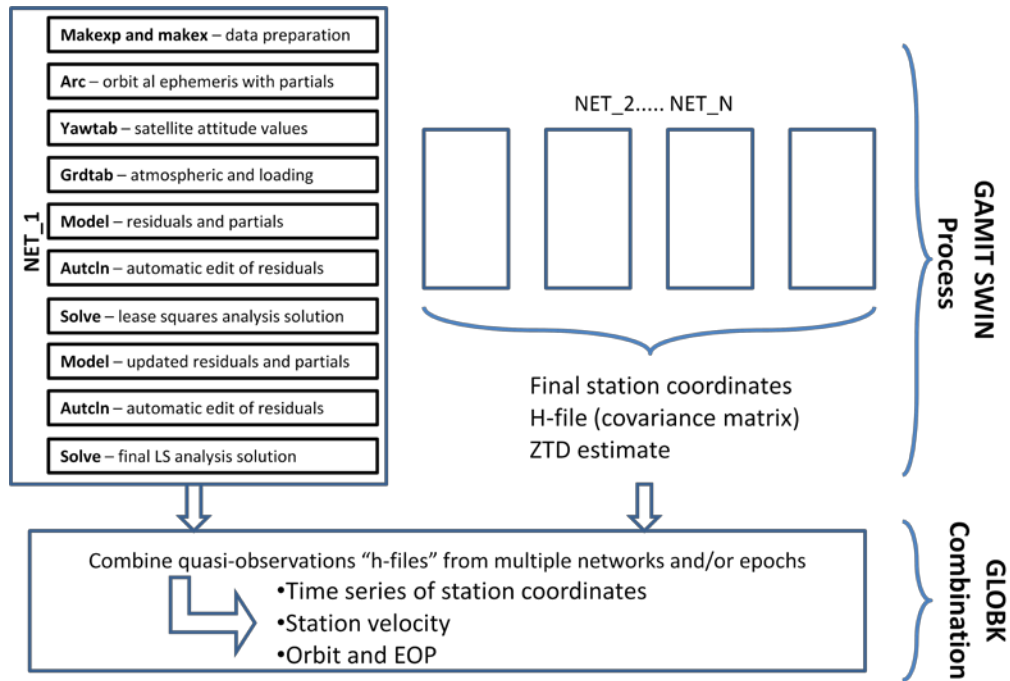 NET_1
Makexp and makex – data preparation
Arc – orbit al ephemeris with partials
Yawtab – satellite attitude values
Grdtab – atmospheric and loading
Model – residuals and partials
Autcln – automatic edit of residuals
Solve – lease squares analysis solution
Model – updated residuals and partials
Autcln – automatic edit of residuals
Solve – final LS analysis solution
NET_2..... NET_N
Final station coordinates
H-file (covariance matrix)
ZTD estimate
GAMIT SWIN
Process
Combine quasi-observations “h-files” from multiple networks and/or epochs
•Time series of station coordinates
•Station velocity
•Orbit and EOP
GLOBK
Combination